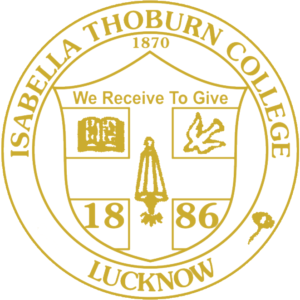 ISABELLA THOBURN COLLEGE
1870
We Receive To Give
18 86
LUCKNOW